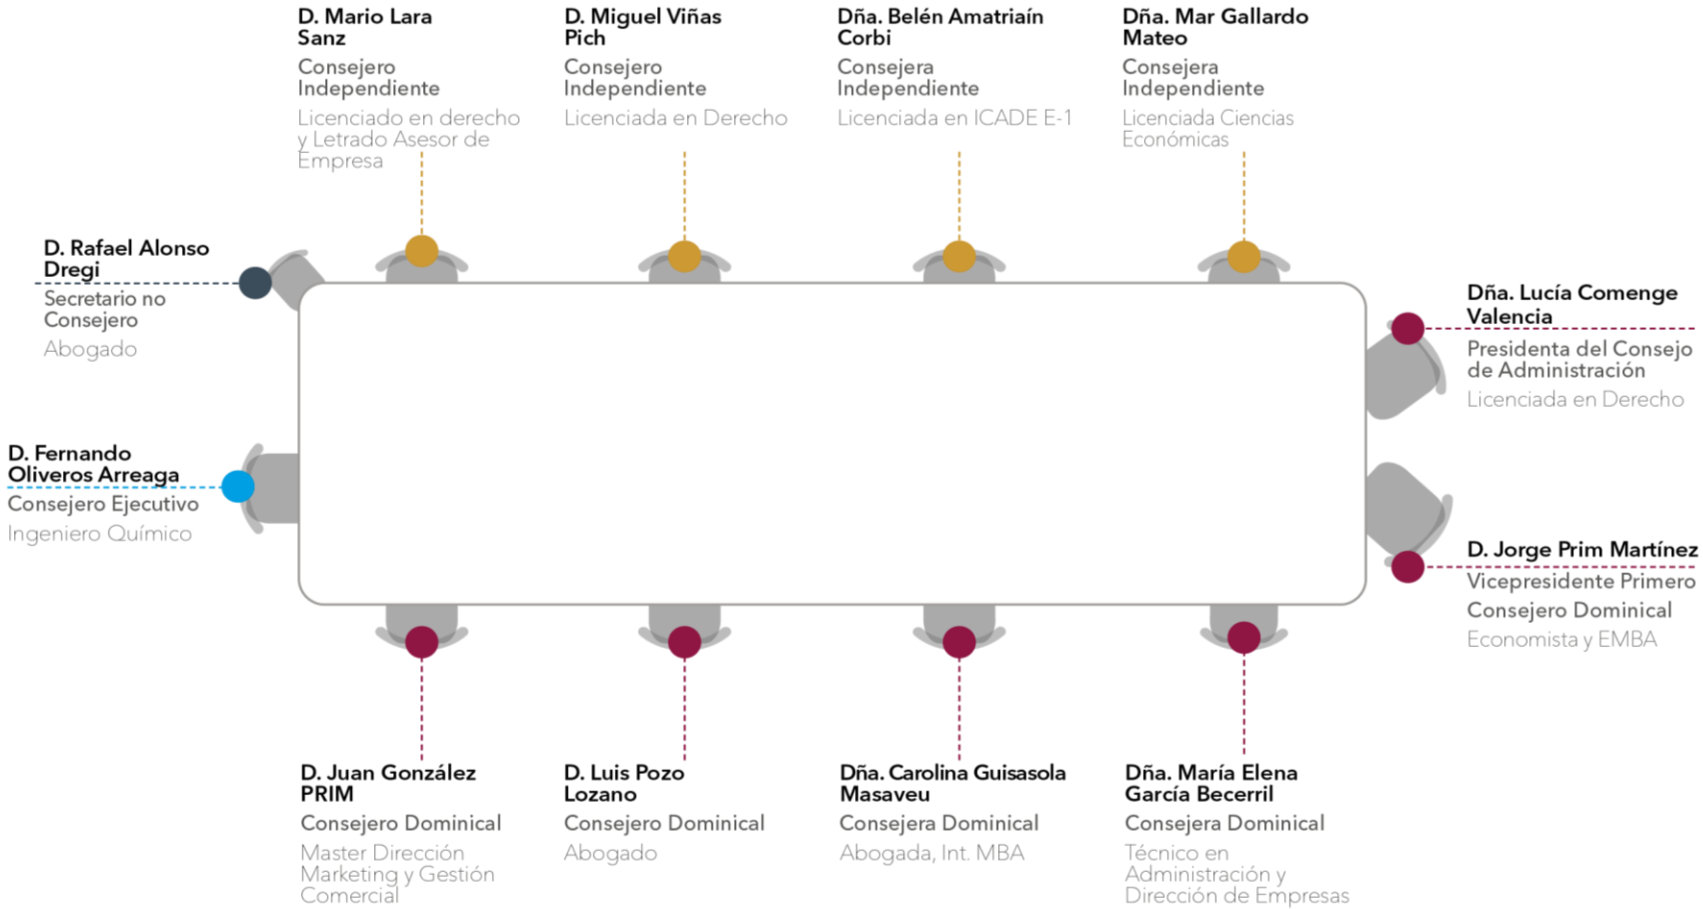 D. Mario Lara
Sanz
Consejero
Independiente
Licenciado en derecho
y Letrado Asesor de
Empresa
D. Miguel Viñas
Pich
Consejero
Independiente
Licenciada en Derecho
Dña. Belén Amatriaín
Corbi
Consejera
Independiente
Licenciada en ICADE E-1
Dña. Mar Gallardo
Mateo
Consejera
Independiente
Licenciada Ciencias
Económicas
D. Rafael Alonso
Dregi
Secretario no
Consejero
Abogado
Dña. Lucía Comenge
Valencia
Presidenta del Consejo
de Administración
Licenciada en Derecho
D. Fernando
Oliveros Arreaga
Consejero Ejecutivo
Ingeniero Químico
D. Jorge Prim Martínez
Vicepresidente Primero
Consejero Dominical
Economista y EMBA
D. Juan González
PRIM
Consejero Dominical
Master Dirección
Marketing y Gestión
Comercial
D. Luis Pozo
Lozano
Consejero Dominical
Abogado
Dña. Carolina Guisasola
Masaveu
Consejera Dominical
Abogada, Int. MBA
Dña. María Elena
García Becerril
Consejera Dominical
Técnico en
Administración y
Dirección de Empresas